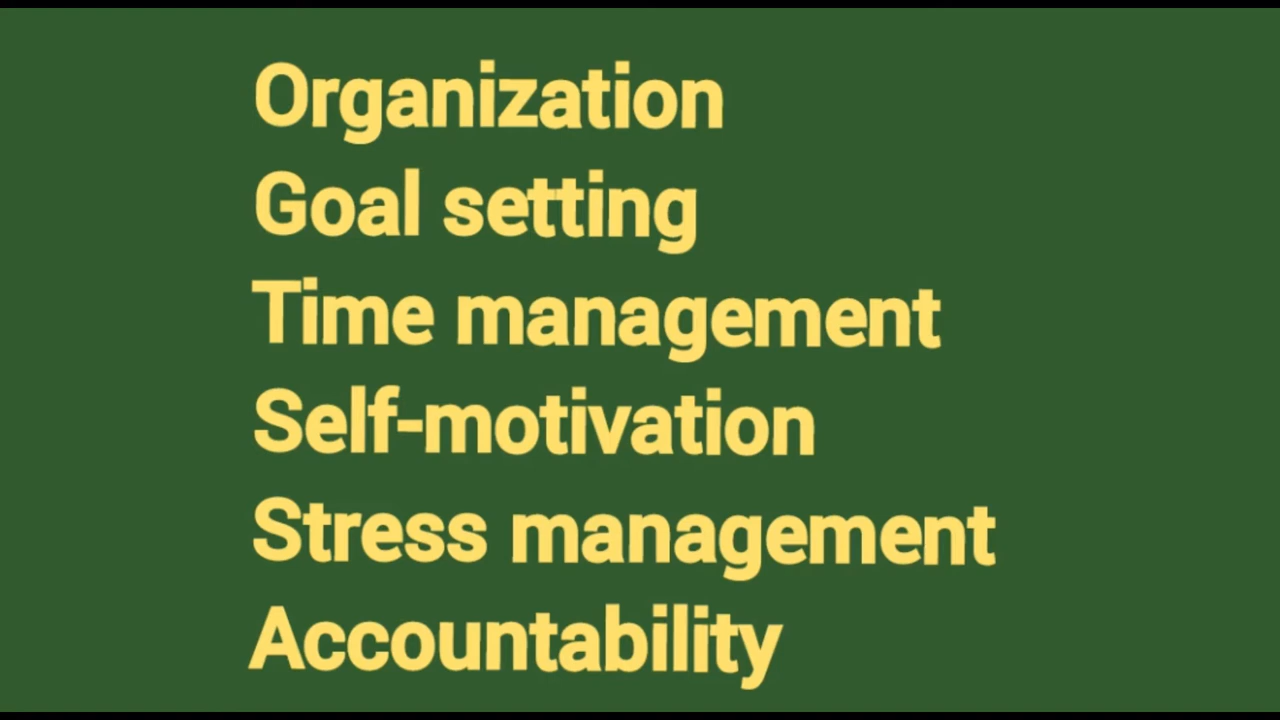 Organization
Goal setting
Time management
Self-motivation
Stress management
Accountability